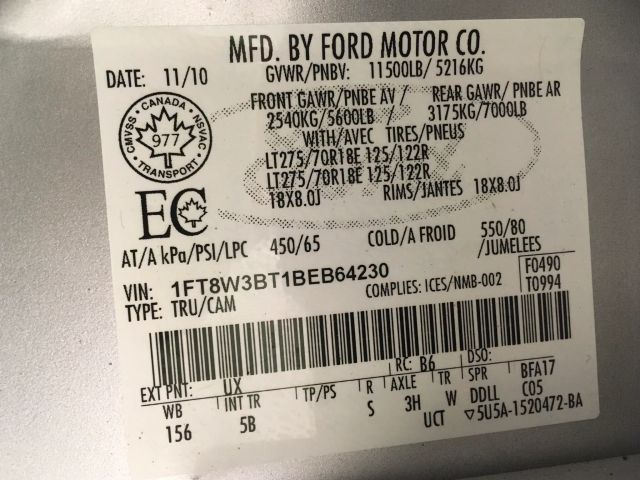 MFD. BY FORD MOTOR CO.
DATE: 11/10
GVWR/PNBV: 11500LB/ 5216KG
FRONT GAWR/PNBE AV / REAR GAWR/ PNBE AR
2540KG/5600LB / 3175KG/7000LB
WITH/AVEC TIRES/PNEUS
LT275/70R18E 125/122R
LT275/70R18E 125/122R
18X8.0J RIMS/JANTES 18X8.0J
CMVSS • CANADA • NSVAC • TRANSPORT •
977
EC
AT/A kPa/PSI/LPC 450/65 COLD/A FROID 550/80
/JUMELEES
VIN: 1FT8W3BT1BEB64230
TYPE: TRU/CAM COMPLIES: ICES/NMB-002
F0490
T0994
EXT PNT: UX RC: B6 DSO:
WB INT TR TP/PS R AXLE TR SPR BFA17
156 5B S 3H W DDLL C05
UCT ▽5U5A-1520472-BA